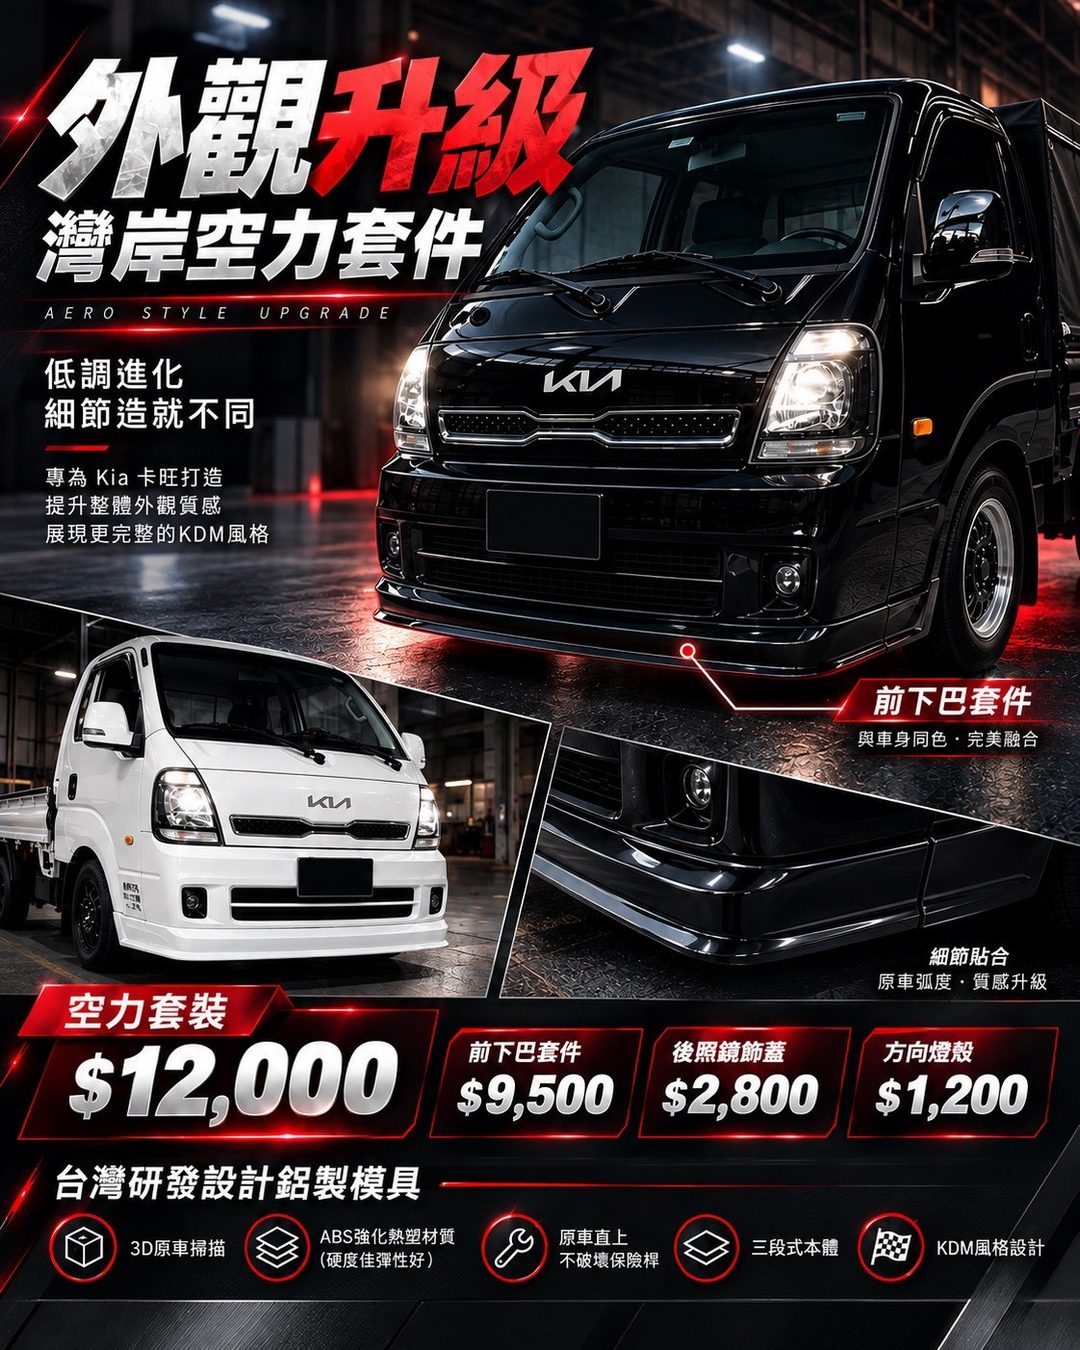 外觀升級
灣岸空力套件
AERO STYLE UPGRADE
低調進化
細節造就不同
專為 Kia 卡旺打造
提升整體外觀質感
展現更完整的KDM風格
KIA
前下巴套件
與車身同色・完美融合
KIA
細節貼合
原車弧度・質感升級
空力套裝
$12,000
前下巴套件
$9,500
後照鏡飾蓋
$2,800
方向燈殼
$1,200
台灣研發設計鋁製模具
3D原車掃描
ABS強化熱塑材質
(硬度佳彈性好)
原車直上
不破壞保險桿
三段式本體
KDM風格設計